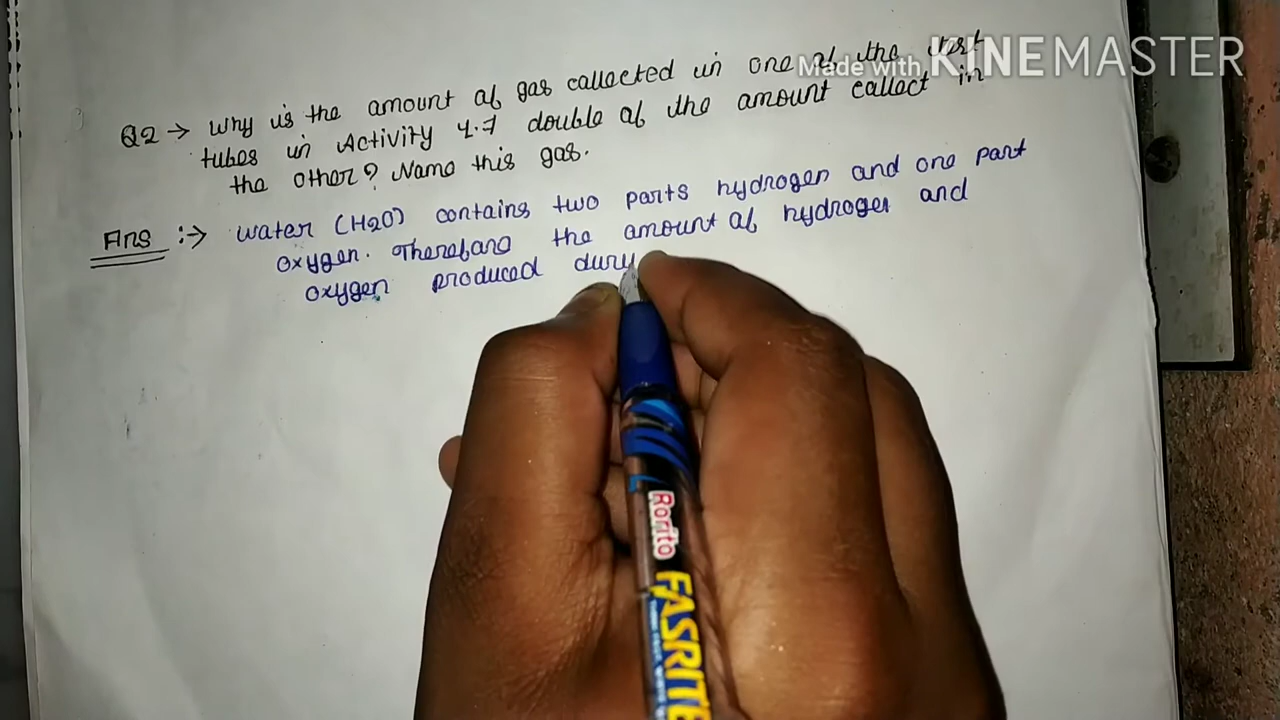 Made with KINEMASTER
Q2 → Why is the amount of gas collected in one of the test
tubes in Activity 4.7 double of the amount collect in
the other? Name this gas.
Ans :→ Water (H2O) contains two parts hydrogen and one part
oxygen. Therefare the amount of hydrogen and
oxygen produced dury
Rorito
FASRITE